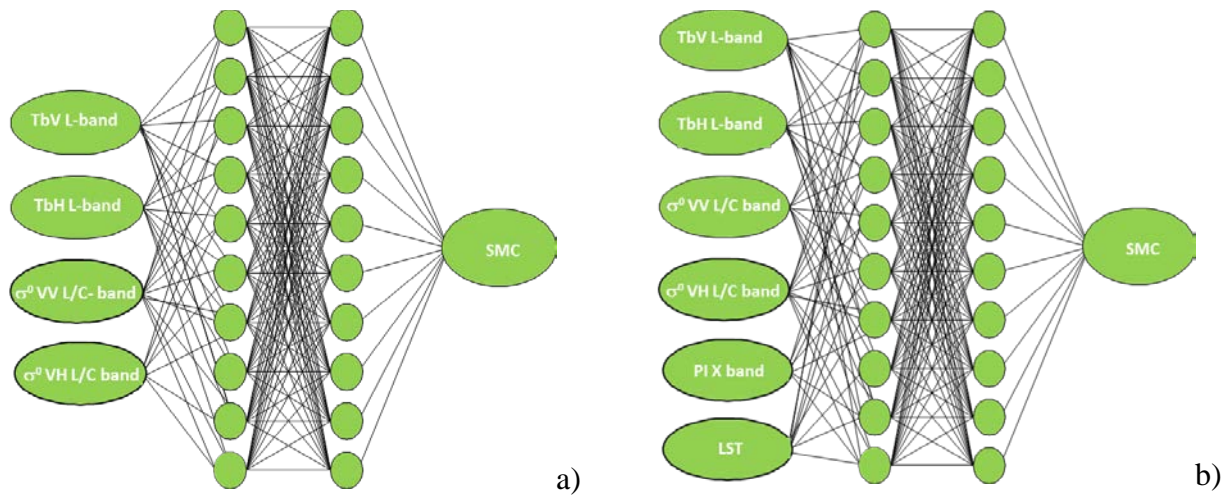 TbV L-band
TbH L-band
σ⁰ VV L/C- band
σ⁰ VH L/C band
SMC
a)
TbV L-band
TbH L-band
σ⁰ VV L/C band
σ⁰ VH L/C band
PI X band
LST
SMC
b)